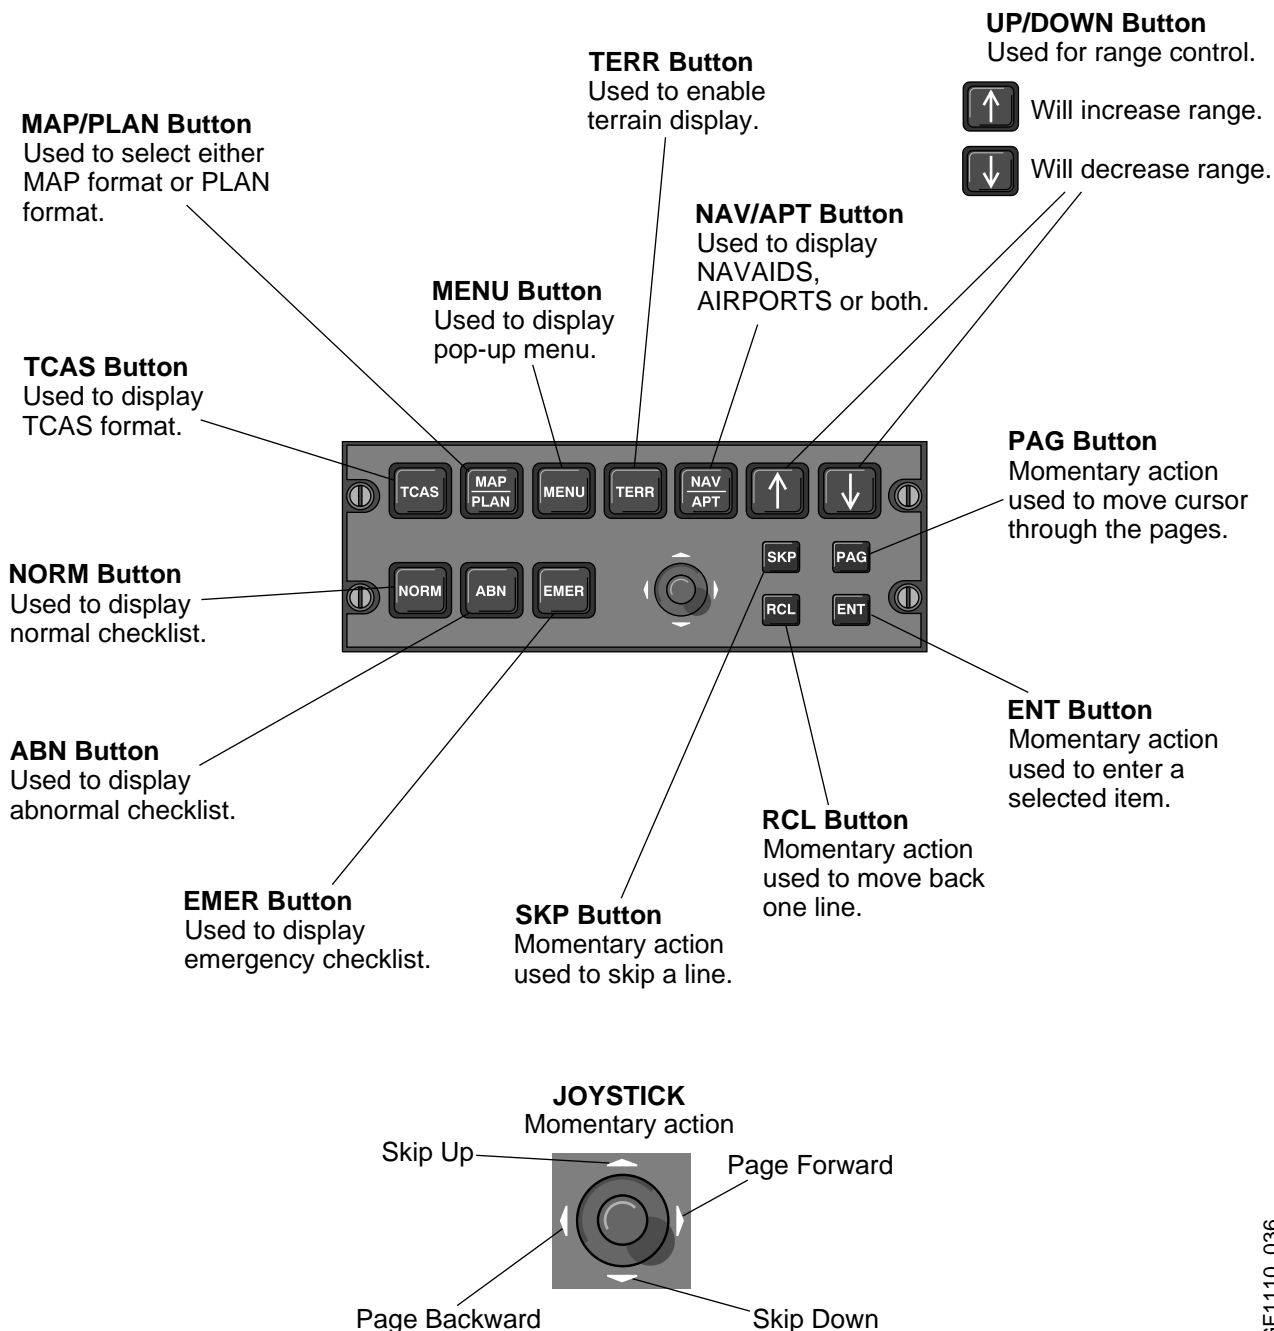 UP/DOWN Button
Used for range control.
Will increase range.
Will decrease range.
TERR Button
Used to enable
terrain display.
MAP/PLAN Button
Used to select either
MAP format or PLAN
format.
NAV/APT Button
Used to display
NAVAIDS,
AIRPORTS or both.
MENU Button
Used to display
pop-up menu.
TCAS Button
Used to display
TCAS format.
PAG Button
Momentary action
used to move cursor
through the pages.
TCAS
MAP
PLAN
MENU
TERR
NAV
APT
SKP
PAG
NORM
ABN
EMER
RCL
ENT
NORM Button
Used to display
normal checklist.
ABN Button
Used to display
abnormal checklist.
ENT Button
Momentary action
used to enter a
selected item.
RCL Button
Momentary action
used to move back
one line.
EMER Button
Used to display
emergency checklist.
SKP Button
Momentary action
used to skip a line.
JOYSTICK
Momentary action
Skip Up
Page Forward
Page Backward
Skip Down